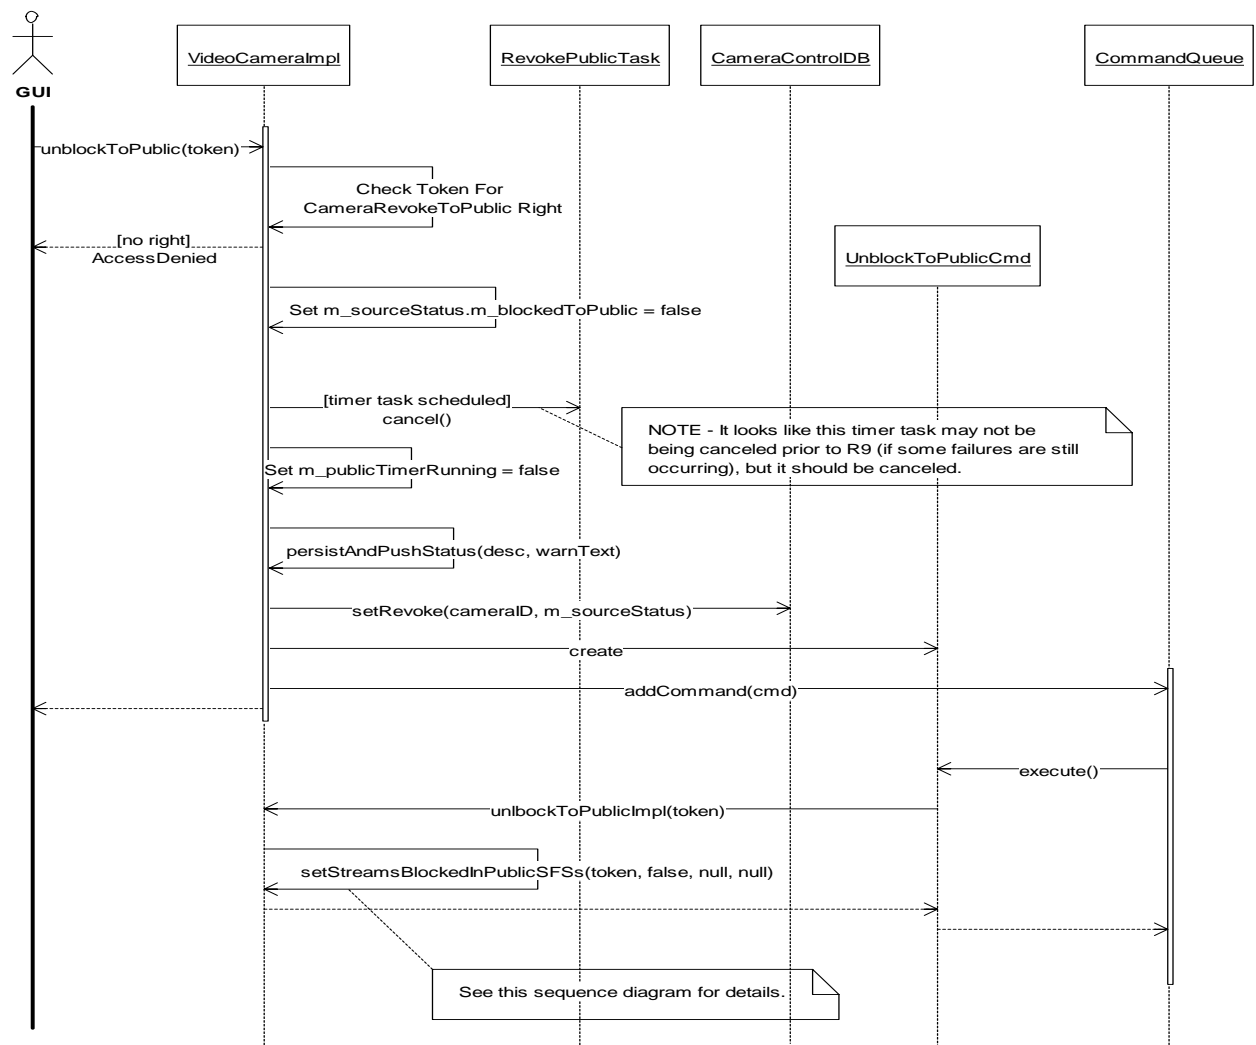 VideoCameraImpl
RevokePublicTask
CameraControlDB
CommandQueue
GUI
unblockToPublic(token)
Check Token For
CameraRevokeToPublic Right
[no right]
AccessDenied
UnblockToPublicCmd
Set m_sourceStatus.m_blockedToPublic = false
[timer task scheduled]
cancel()
NOTE - It looks like this timer task may not be
being canceled prior to R9 (if some failures are still
occurring), but it should be canceled.
Set m_publicTimerRunning = false
persistAndPushStatus(desc, warnText)
setRevoke(cameraID, m_sourceStatus)
create
addCommand(cmd)
execute()
unlbockToPublicImpl(token)
setStreamsBlockedInPublicSFSs(token, false, null, null)
See this sequence diagram for details.